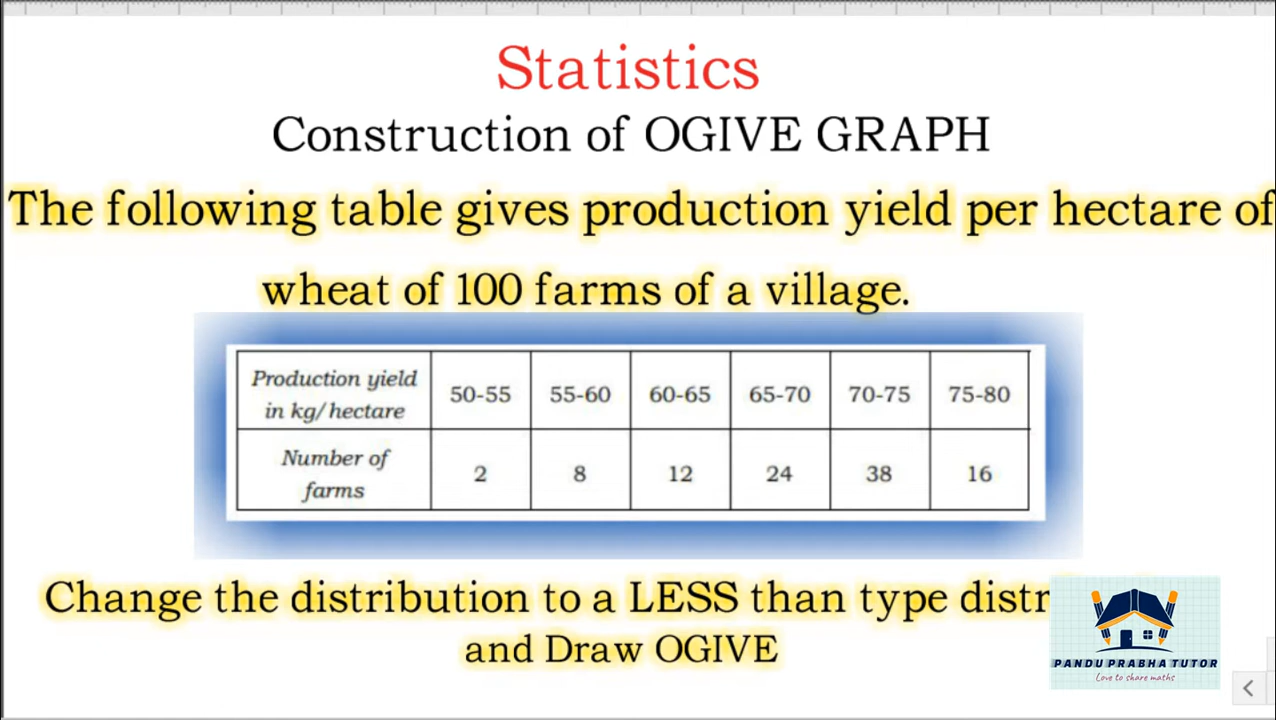 Statistics
Construction of OGIVE GRAPH
The following table gives production yield per hectare of
wheat of 100 farms of a village.
Production yield in kg/hectare 50-55 55-60 60-65 65-70 70-75 75-80
Number of farms 2 8 12 24 38 16
Change the distribution to a LESS than type distr
and Draw OGIVE
PANDU PRABHA TUTOR
Love to share maths